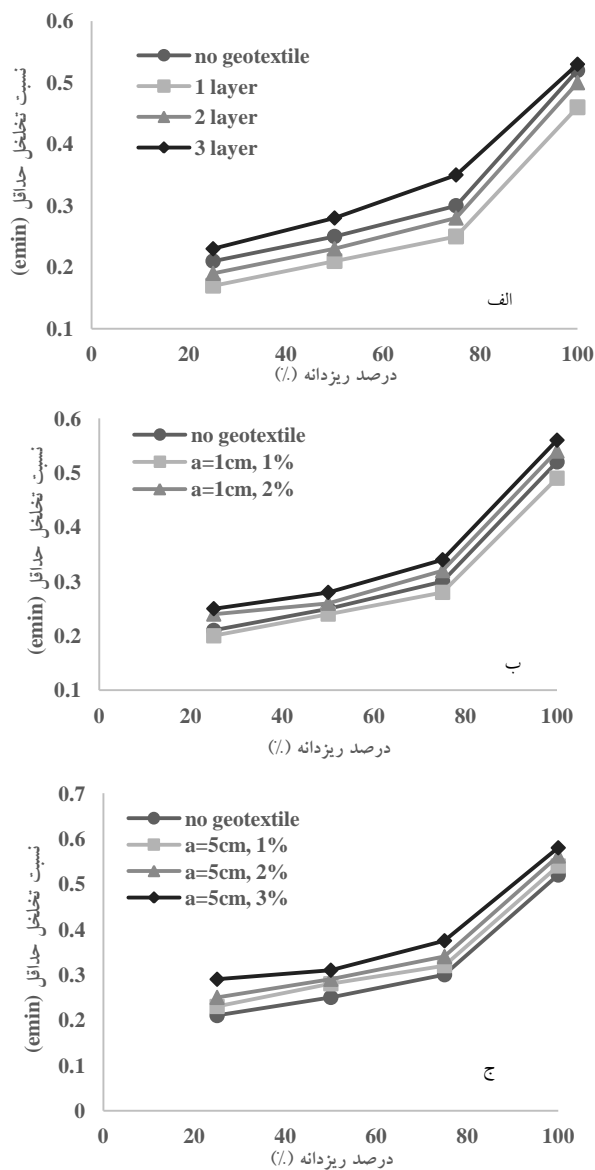 0.6
0.5
0.4
0.3
0.2
0.1
نسبت تخلخل حداقل (emin)
no geotextile
1 layer
2 layer
3 layer
الف
0 20 40 60 80 100
درصد ریزدانه (٪)
0.6
0.5
0.4
0.3
0.2
0.1
نسبت تخلخل حداقل (emin)
no geotextile
a=1cm, 1%
a=1cm, 2%
ب
0 20 40 60 80 100
درصد ریزدانه (٪)
0.7
0.6
0.5
0.4
0.3
0.2
0.1
0
نسبت تخلخل حداقل (emin)
no geotextile
a=5cm, 1%
a=5cm, 2%
a=5cm, 3%
ج
0 20 40 60 80 100
درصد ریزدانه (٪)